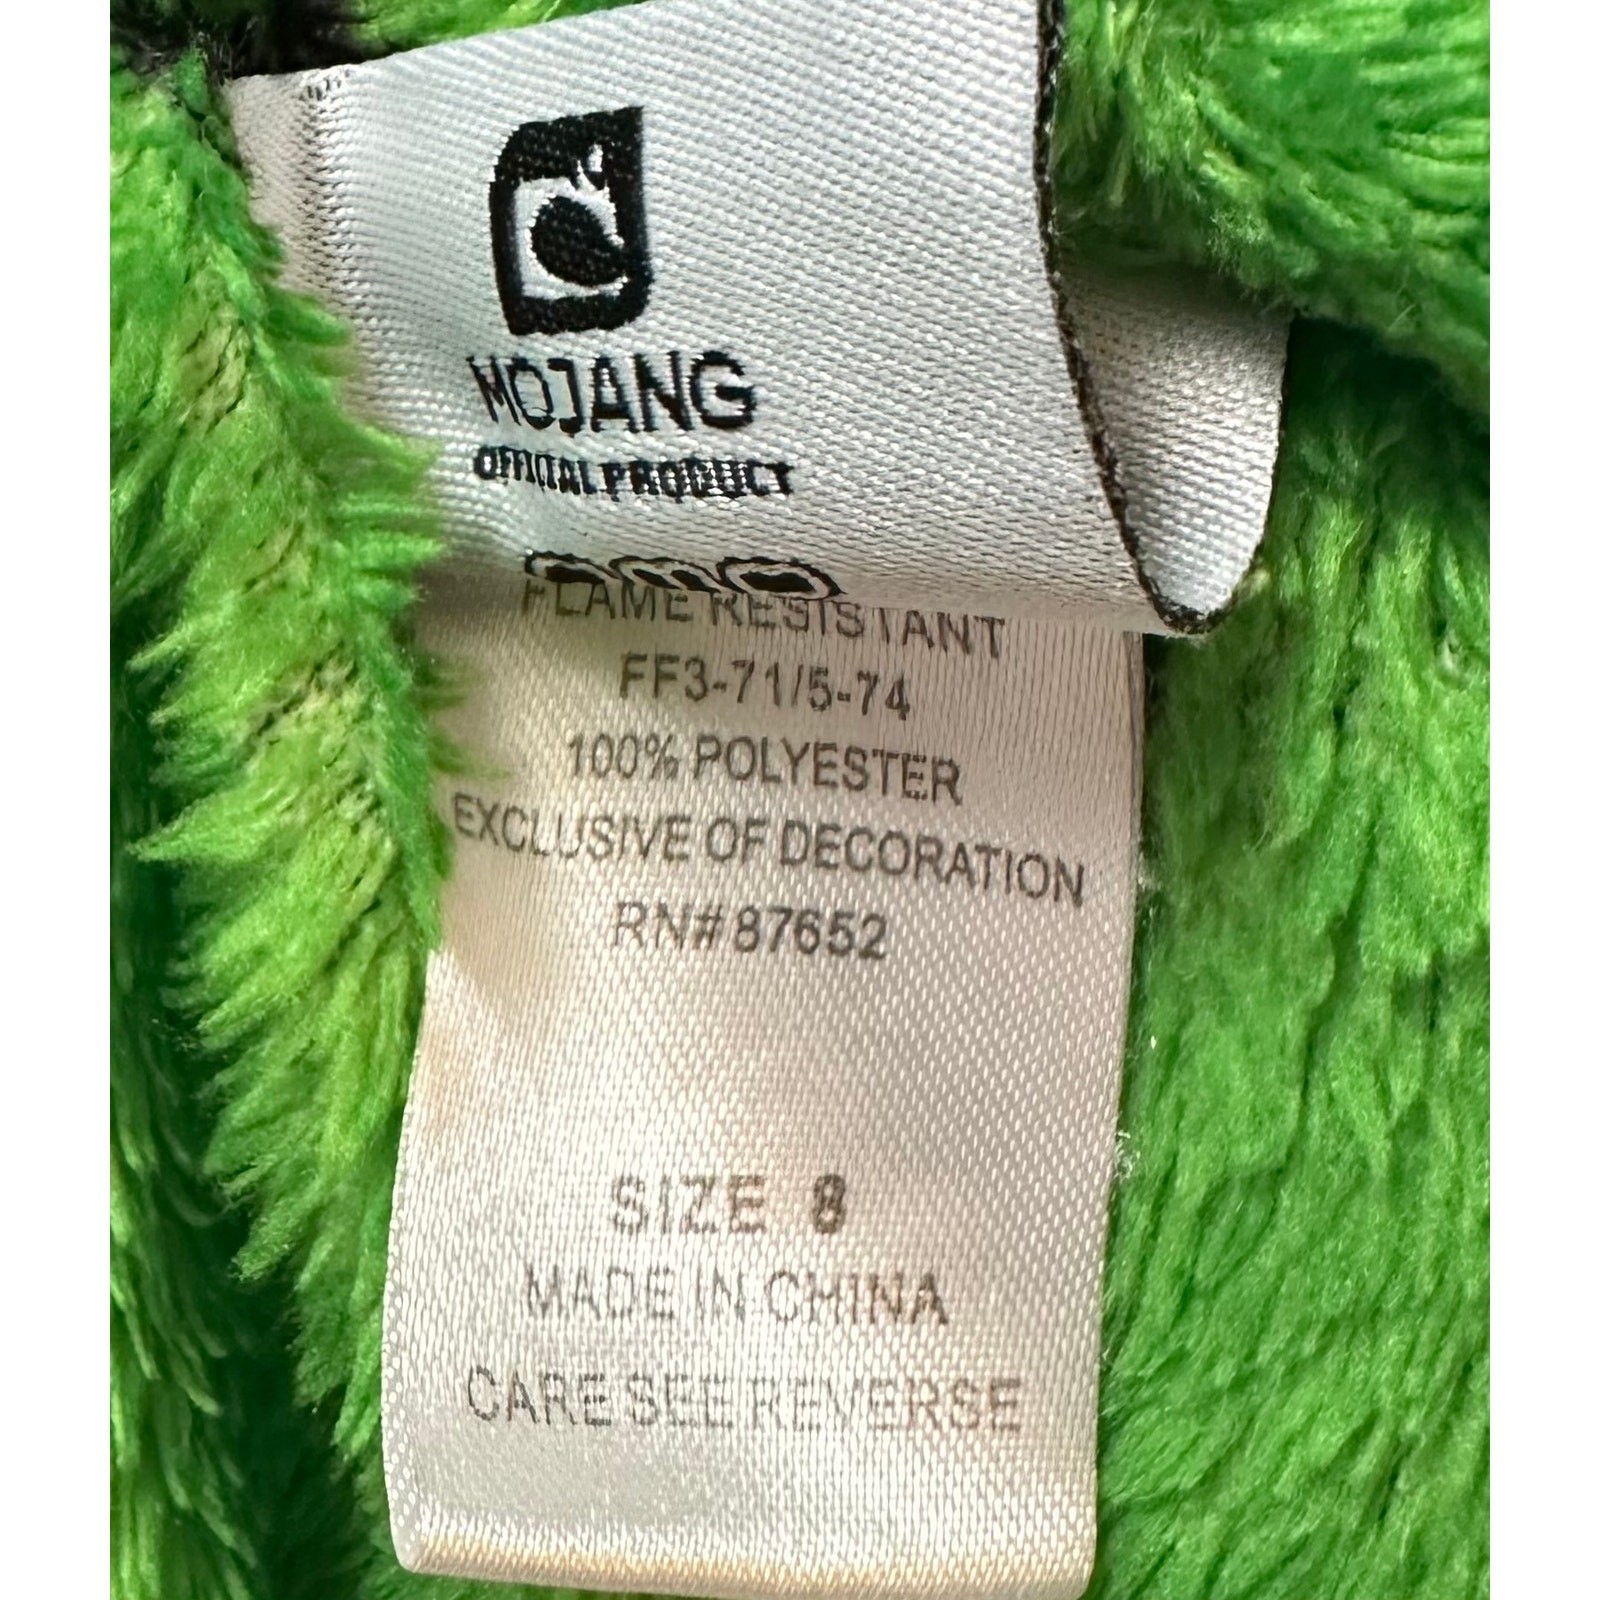 MOJANG
OFFICIAL PRODUCT
FLAME RESISTANT
FF3-71/5-74
100% POLYESTER
EXCLUSIVE OF DECORATION
RN# 87652
SIZE 8
MADE IN CHINA
CARE SEE REVERSE